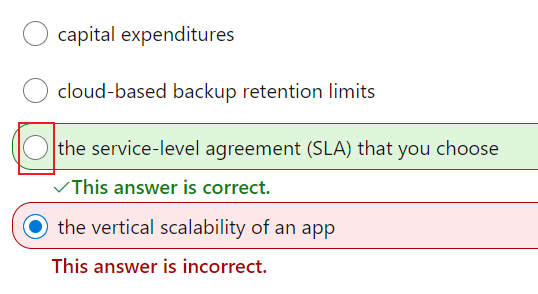 capital expenditures
cloud-based backup retention limits
the service-level agreement (SLA) that you choose
This answer is correct.
the vertical scalability of an app
This answer is incorrect.